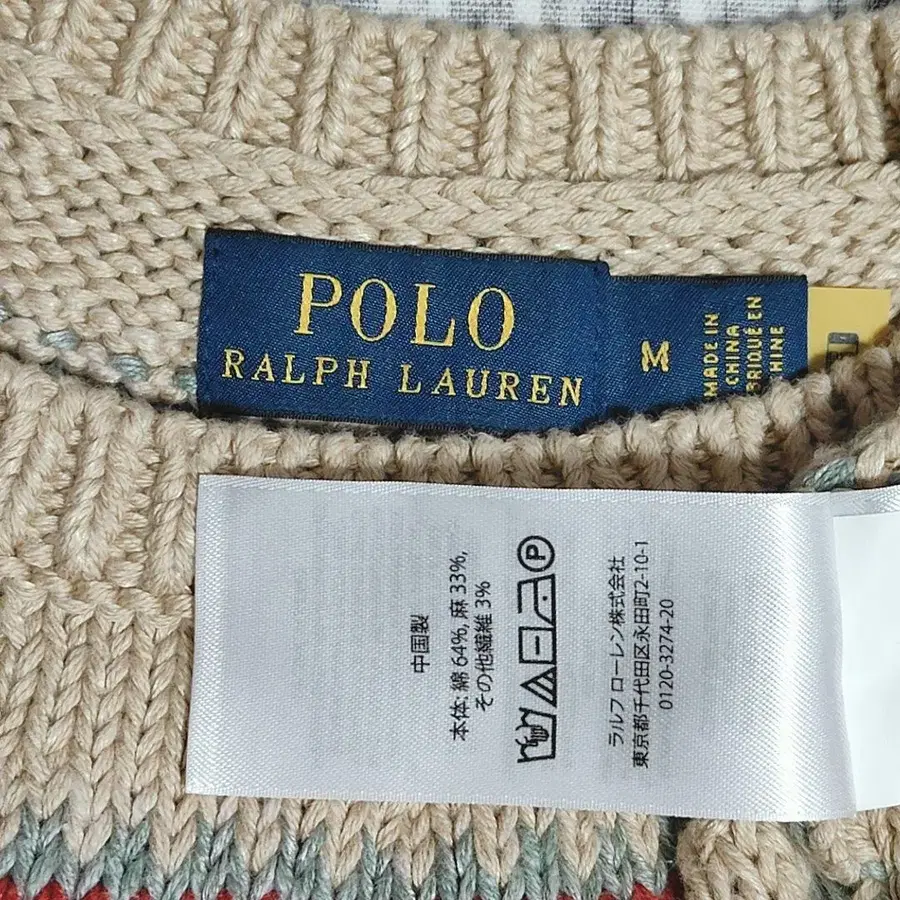 POLO
RALPH LAUREN
M
MADE IN
CHINA
BRIQUÉ EN
HINE
中国製
本体: 綿 64%, 麻 33%,
その他繊維 3%
P
ラルフ ローレン株式会社
東京都千代田区永田町2-10-1
0120-3274-20